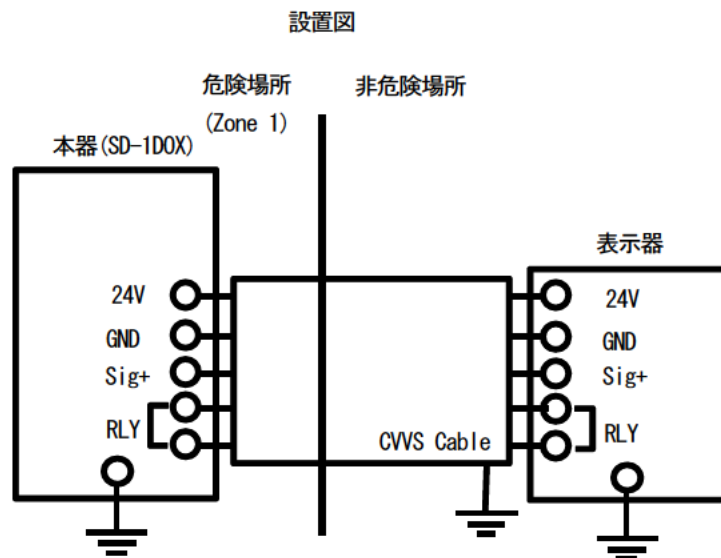 設置図
危険場所
(Zone 1)
非危険場所
本器(SD-1DOX)
24V
GND
Sig+
RLY
CVVS Cable
表示器
24V
GND
Sig+
RLY